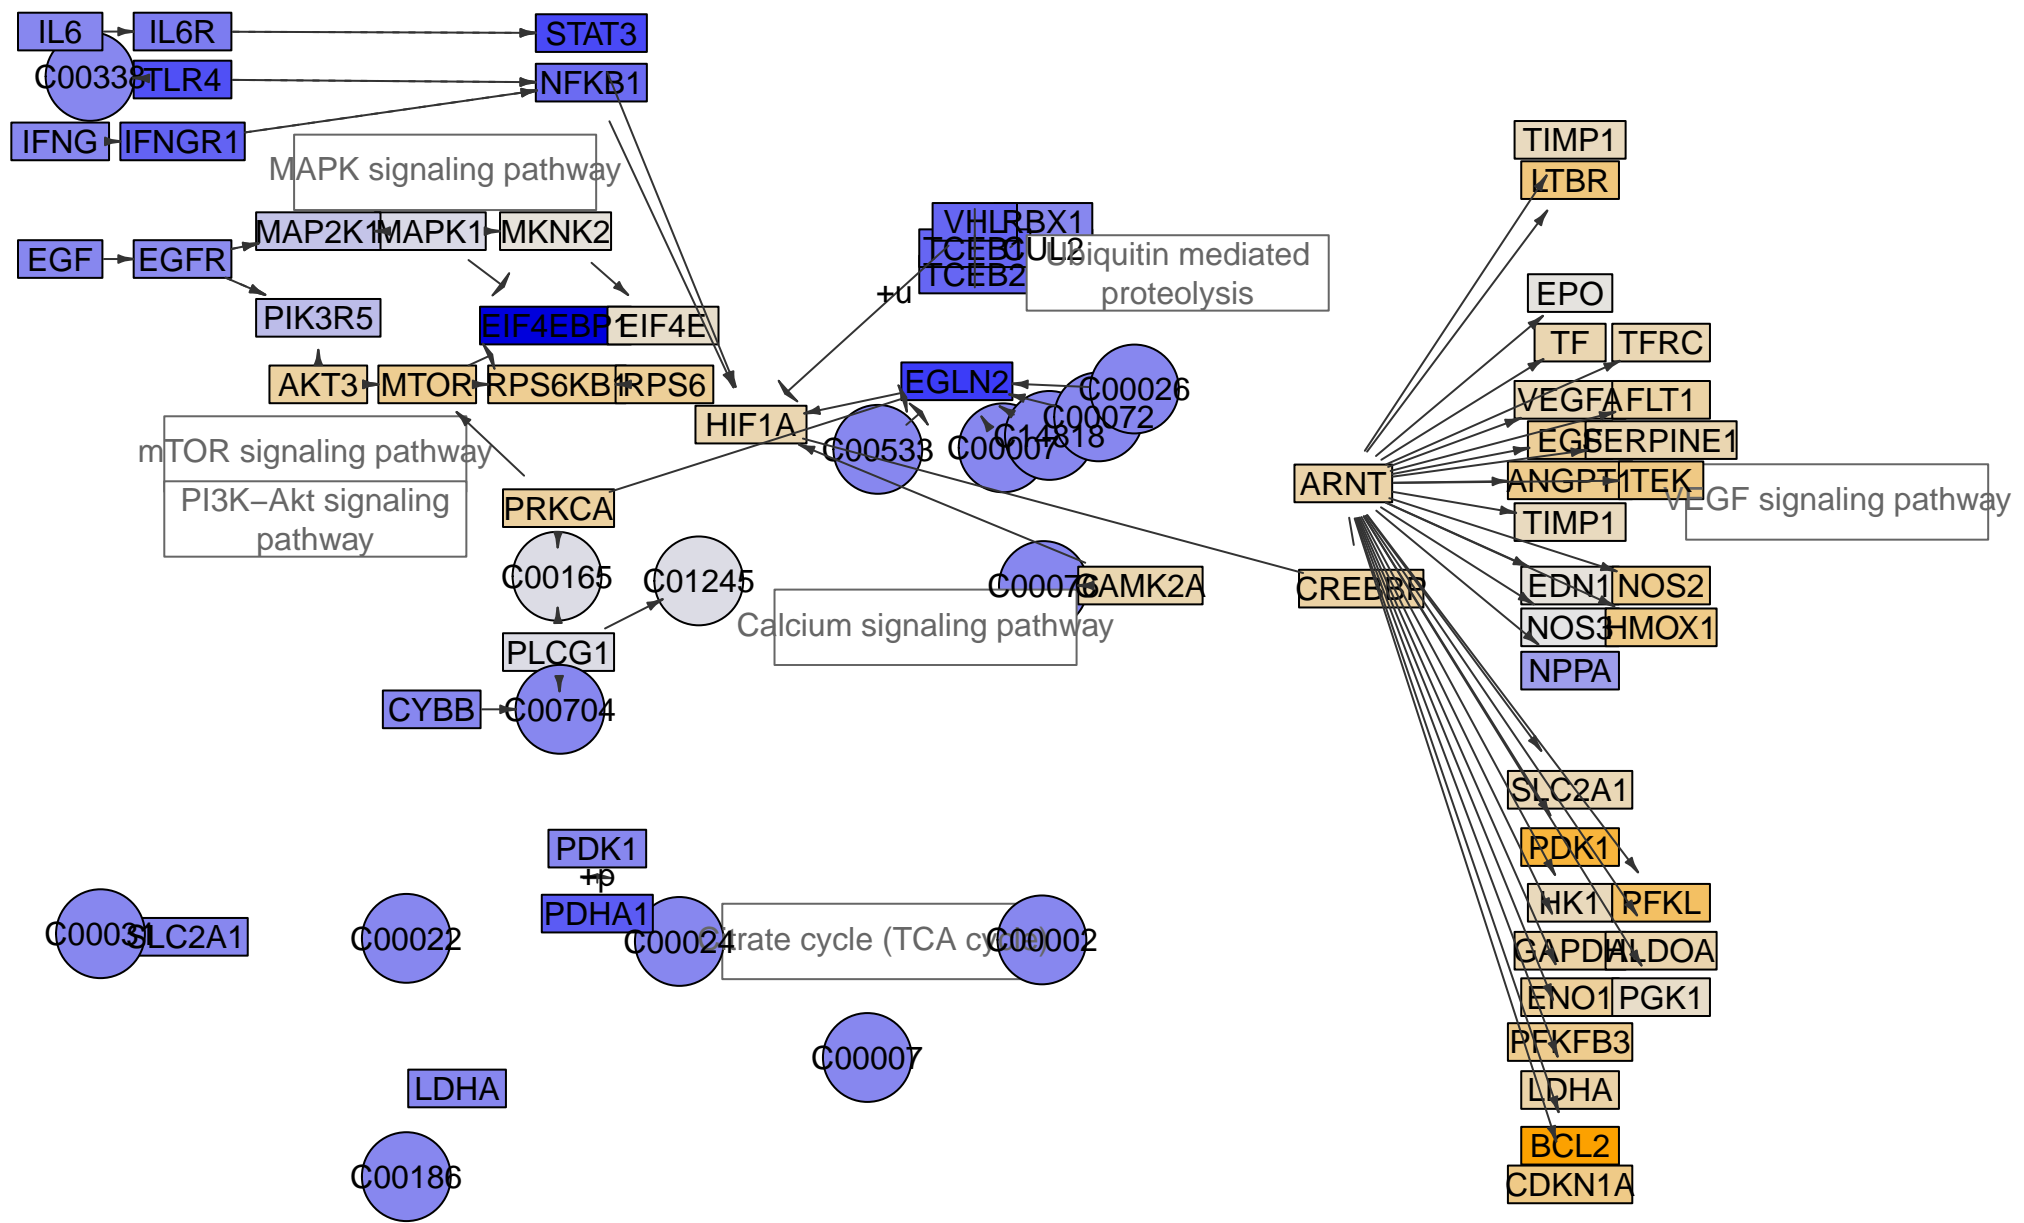 IL6
IL6R
STAT3
C00338
TLR4
NFKB1
IFNG
IFNGR1
MAPK signaling pathway
TIMP1
LTBR
MAP2K1
MAPK1
MKNK2
VHL
RBX1
EGF
EGFR
TCEB1
CUL2
Ubiquitin mediated
proteolysis
TCEB2
+u
EPO
PIK3R5
EIF4EBP1
EIF4E
TF
TFRC
AKT3
MTOR
RPS6KB1
RPS6
EGLN2
C00026
HIF1A
C00072
C14818
C00007
C00533
VEGFA
FLT1
EGF
SERPINE1
mTOR signaling pathway
PI3K–Akt signaling
pathway
PRKCA
ARNT
ANGPT1
TEK
VEGF signaling pathway
TIMP1
C00165
C01245
C00076
CAMK2A
CREBBP
EDN1
NOS2
Calcium signaling pathway
NOS3
HMOX1
PLCG1
NPPA
CYBB
C00704
SLC2A1
PDK1
+p
PDHA1
PDK1
HK1
PFKL
C00031
SLC2A1
C00022
C00024
Citrate cycle (TCA cycle)
C00002
GAPDH
ALDOA
ENO1
PGK1
PFKFB3
C00007
LDHA
LDHA
BCL2
C00186
CDKN1A